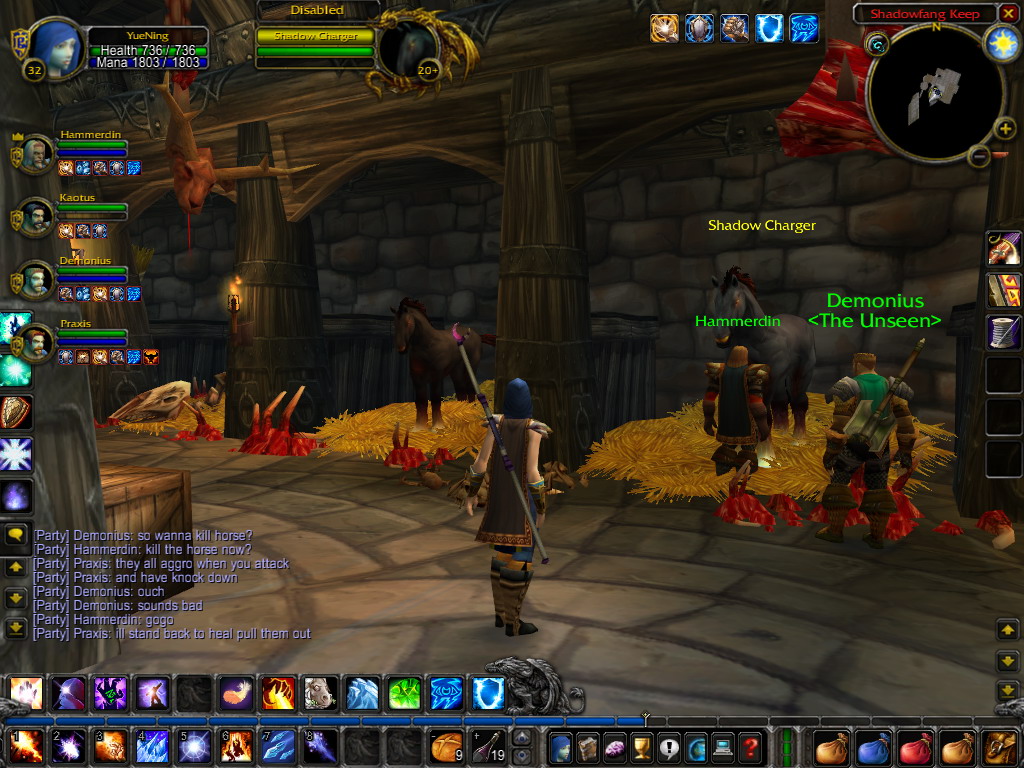 Disabled
Shadowfang Keep
YueNing
Shadow Charger
N
Health 736 / 736
Mana 1803 / 1803
32
20+
Hammerdin
Kaotus
Shadow Charger
Demonius
Demonius
Hammerdin
<The Unseen>
Praxis
[Party] Demonius: so wanna kill horse?
[Party] Hammerdin: kill the horse now?
[Party] Praxis: they all aggro when you attack
[Party] Praxis: and have knock down
[Party] Demonius: ouch
[Party] Demonius: sounds bad
[Party] Hammerdin: gogo
[Party] Praxis: ill stand back to heal pull them out
1 2 3 4 5 6 7 8 9 19